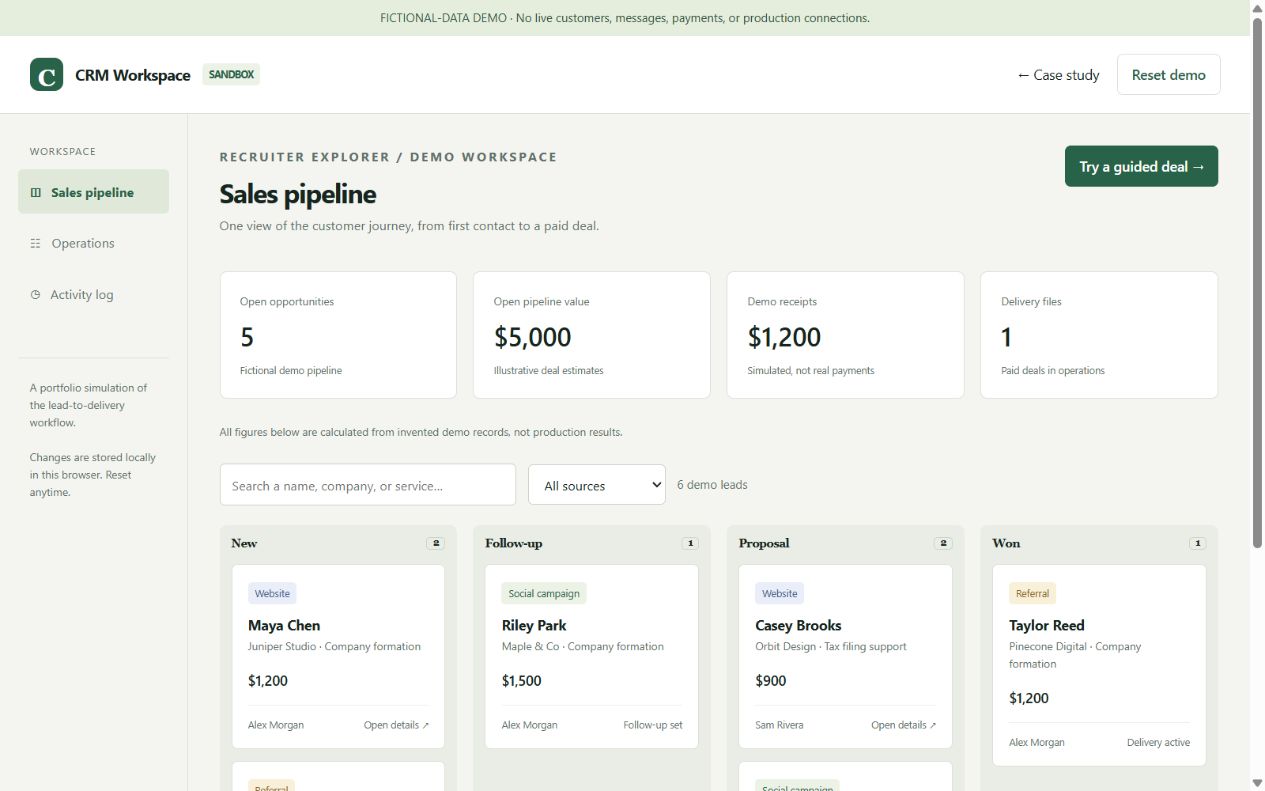 FICTIONAL-DATA DEMO · No live customers, messages, payments, or production connections.
C CRM Workspace SANDBOX
← Case study
Reset demo
WORKSPACE
Sales pipeline
Operations
Activity log
A portfolio simulation of
the lead-to-delivery
workflow.
Changes are stored locally
in this browser. Reset
anytime.
RECRUITER EXPLORER / DEMO WORKSPACE
Sales pipeline
One view of the customer journey, from first contact to a paid deal.
Try a guided deal →
Open opportunities
5
Fictional demo pipeline
Open pipeline value
$5,000
Illustrative deal estimates
Demo receipts
$1,200
Simulated, not real payments
Delivery files
1
Paid deals in operations
All figures below are calculated from invented demo records, not production results.
Search a name, company, or service...
All sources
6 demo leads
New 2
Website
Maya Chen
Juniper Studio · Company formation
$1,200
Alex Morgan Open details ↗
Referral
Follow-up 1
Social campaign
Riley Park
Maple & Co · Company formation
$1,500
Alex Morgan Follow-up set
Proposal 2
Website
Casey Brooks
Orbit Design · Tax filing support
$900
Sam Rivera Open details ↗
Social campaign
Won 1
Referral
Taylor Reed
Pinecone Digital · Company
formation
$1,200
Alex Morgan Delivery active